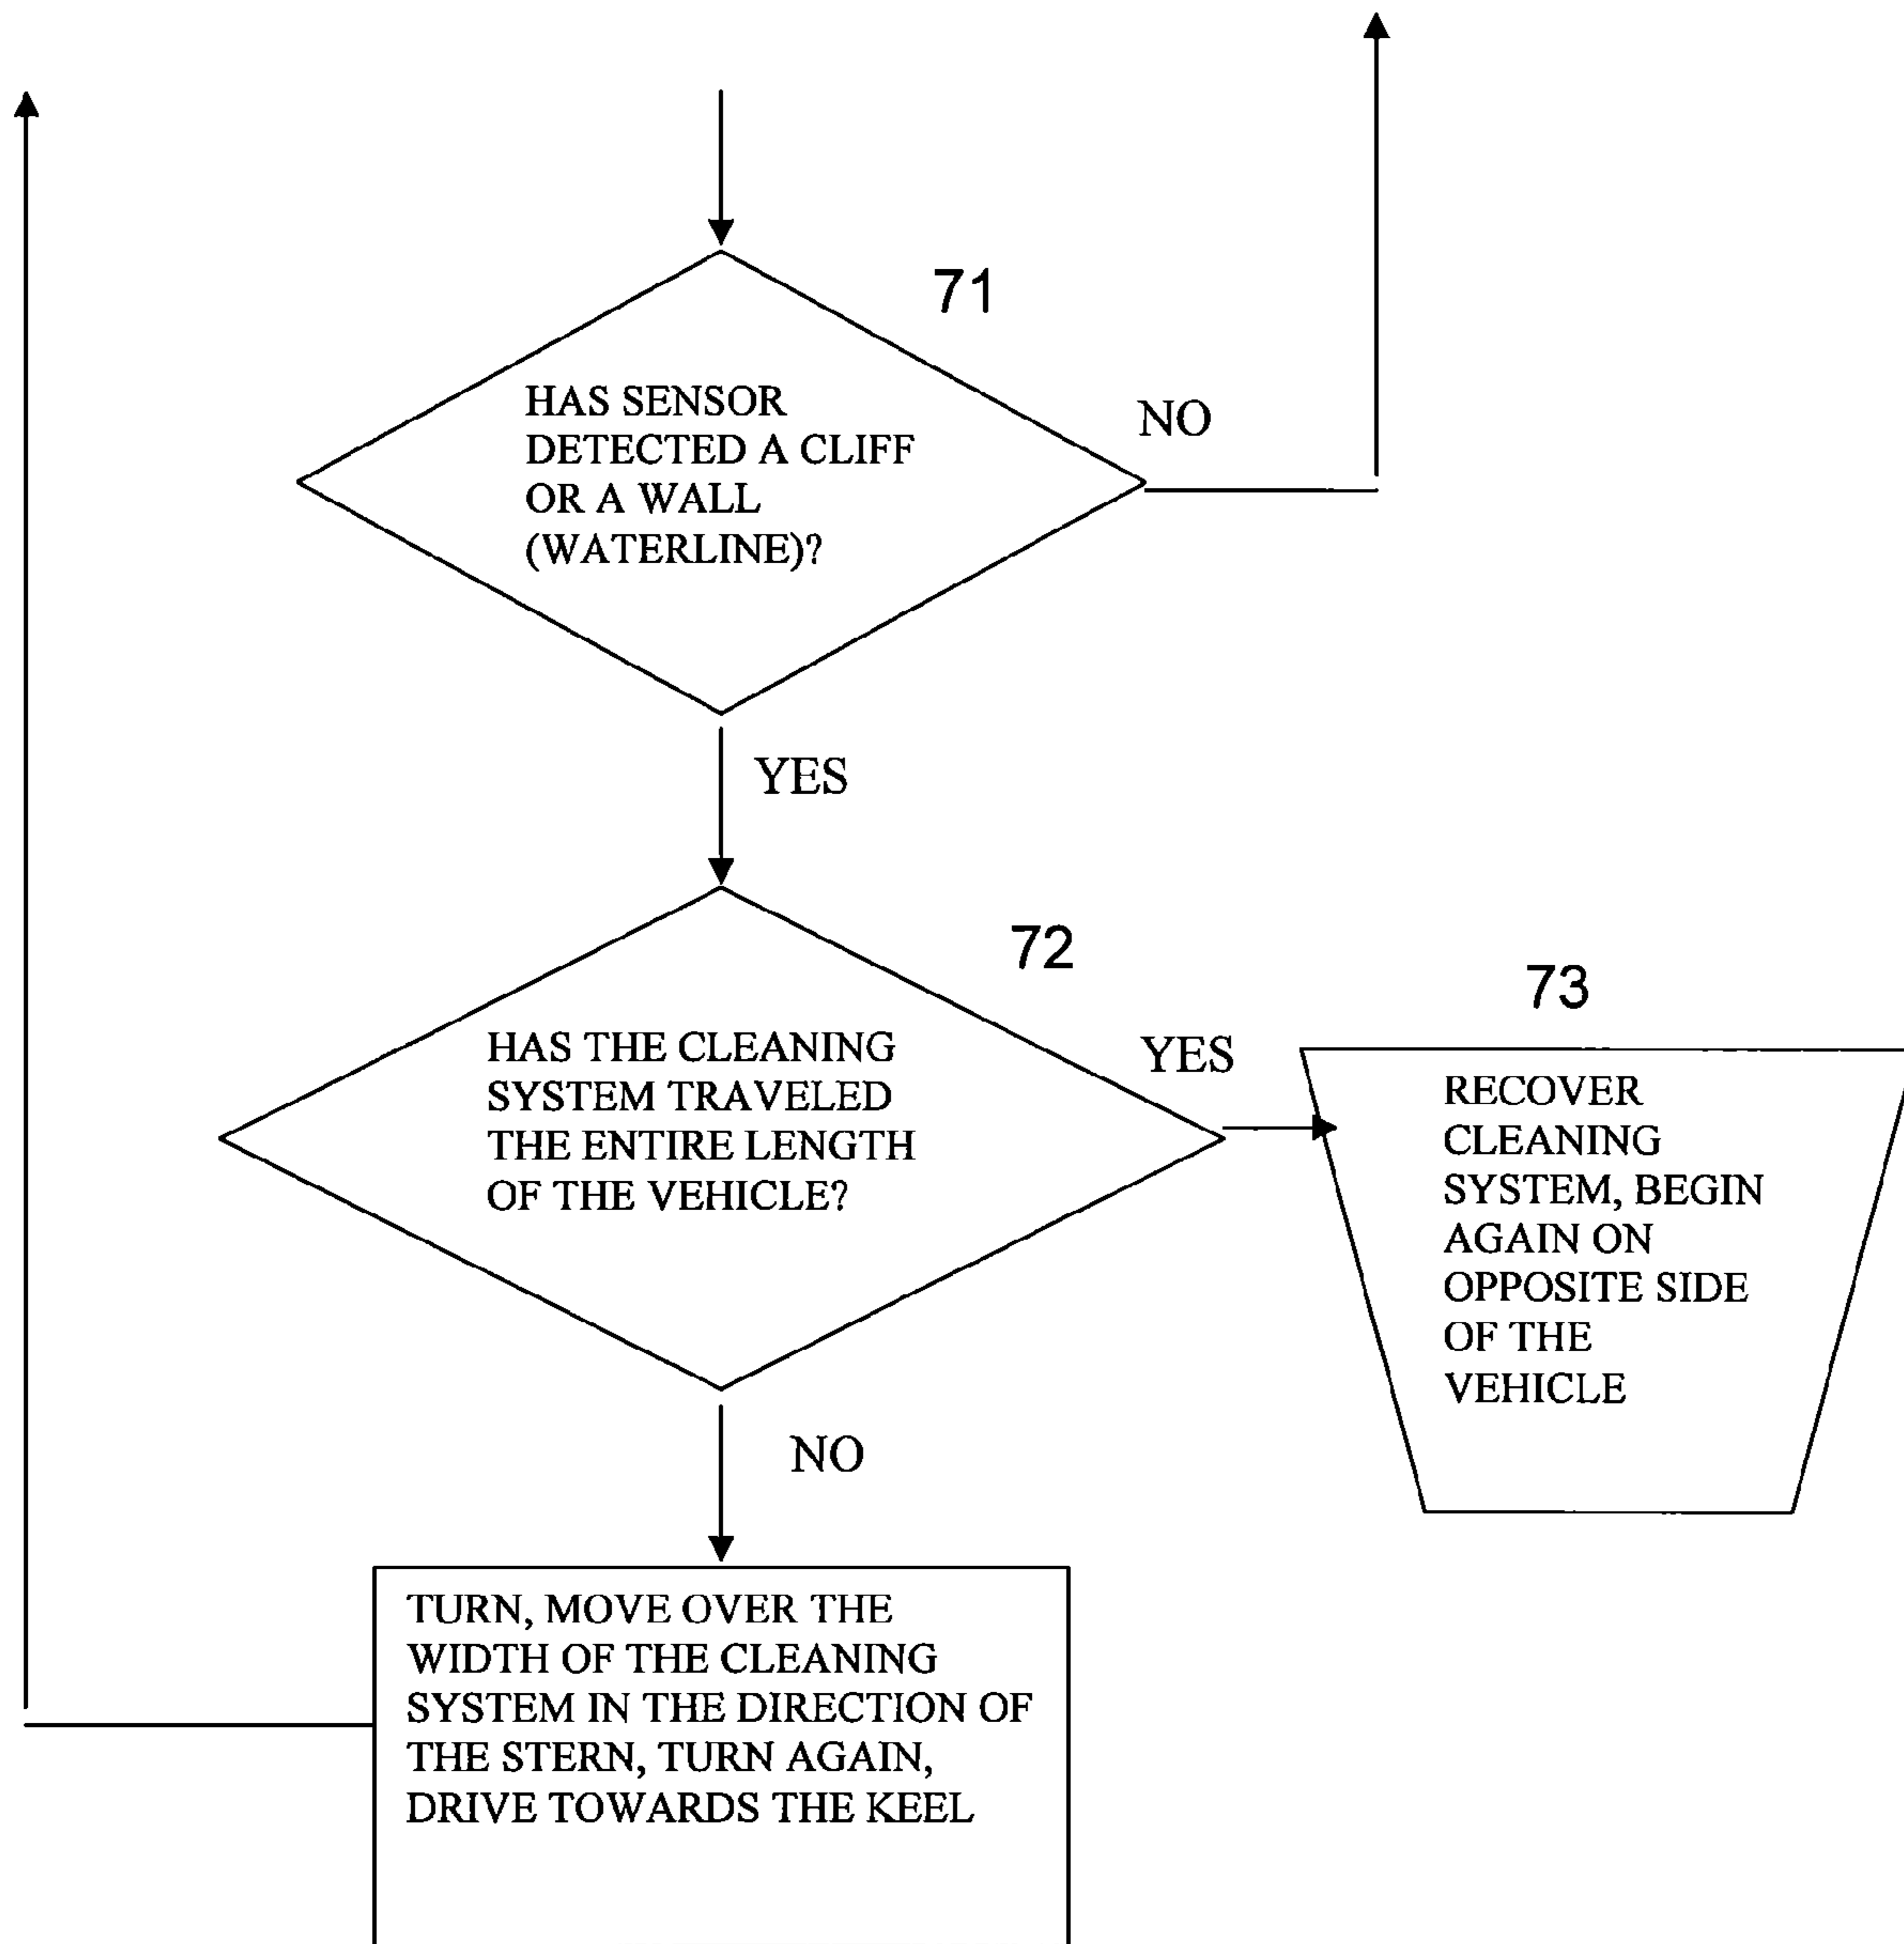 71
HAS SENSOR
DETECTED A CLIFF
OR A WALL
(WATERLINE)?
NO
YES
72
HAS THE CLEANING
SYSTEM TRAVELED
THE ENTIRE LENGTH
OF THE VEHICLE?
YES
73
RECOVER
CLEANING
SYSTEM, BEGIN
AGAIN ON
OPPOSITE SIDE
OF THE
VEHICLE
NO
TURN, MOVE OVER THE
WIDTH OF THE CLEANING
SYSTEM IN THE DIRECTION OF
THE STERN, TURN AGAIN,
DRIVE TOWARDS THE KEEL